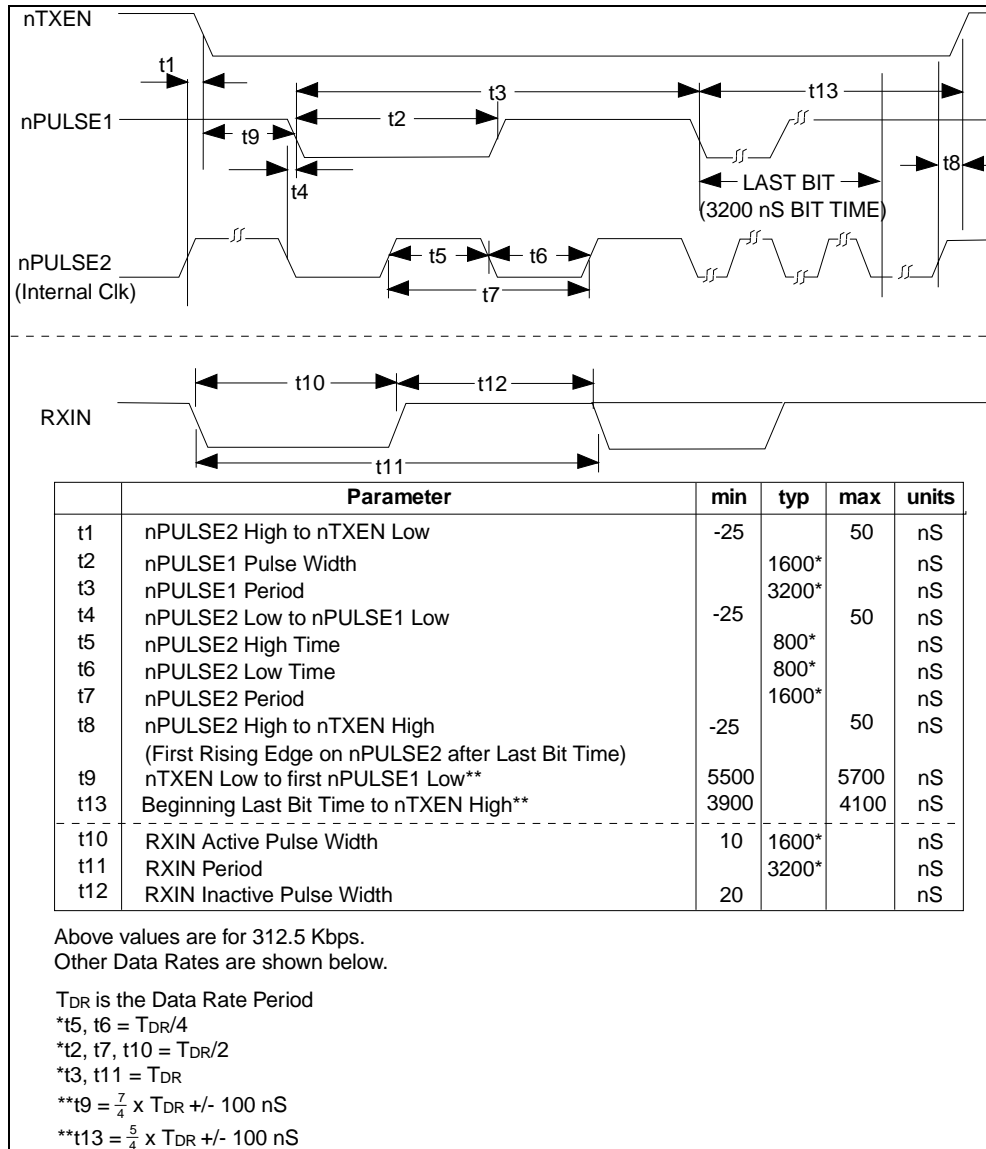 nTXEN
t1
t3
t13
nPULSE1
t2
t9
t8
t4
LAST BIT
(3200 nS BIT TIME)
nPULSE2
(Internal Clk)
t5
t6
t7
t10
t12
RXIN
t11
Parameter min typ max units
t1 nPULSE2 High to nTXEN Low -25 50 nS
t2 nPULSE1 Pulse Width 1600* nS
t3 nPULSE1 Period 3200* nS
t4 nPULSE2 Low to nPULSE1 Low -25 50 nS
t5 nPULSE2 High Time 800* nS
t6 nPULSE2 Low Time 800* nS
t7 nPULSE2 Period 1600* nS
t8 nPULSE2 High to nTXEN High -25 50 nS
(First Rising Edge on nPULSE2 after Last Bit Time)
t9 nTXEN Low to first nPULSE1 Low** 5500 5700 nS
t13 Beginning Last Bit Time to nTXEN High** 3900 4100 nS
t10 RXIN Active Pulse Width 10 1600* nS
t11 RXIN Period 3200* nS
t12 RXIN Inactive Pulse Width 20 nS
Above values are for 312.5 Kbps.
Other Data Rates are shown below.
TDR is the Data Rate Period
*t5, t6 = TDR/4
*t2, t7, t10 = TDR/2
*t3, t11 = TDR
**t9 = 7/4 x TDR +/- 100 nS
**t13 = 5/4 x TDR +/- 100 nS